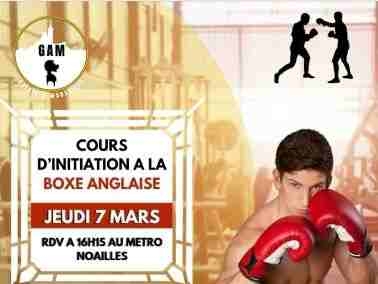 GAM
COURS
D'INITIATION A LA
BOXE ANGLAISE
JEUDI 7 MARS
RDV A 16H15 AU METRO
NOAILLES